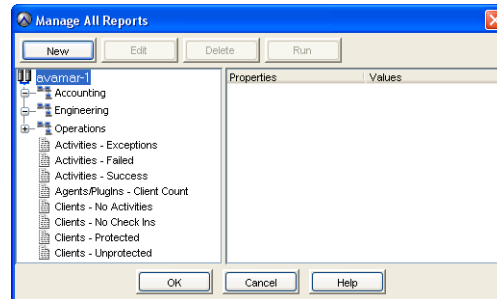 Manage All Reports
New Edit Delete Run
avamar-1
Properties Values
Accounting
Engineering
Operations
Activities - Exceptions
Activities - Failed
Activities - Success
Agents/PlugIns - Client Count
Clients - No Activities
Clients - No Check Ins
Clients - Protected
Clients - Unprotected
OK Cancel Help